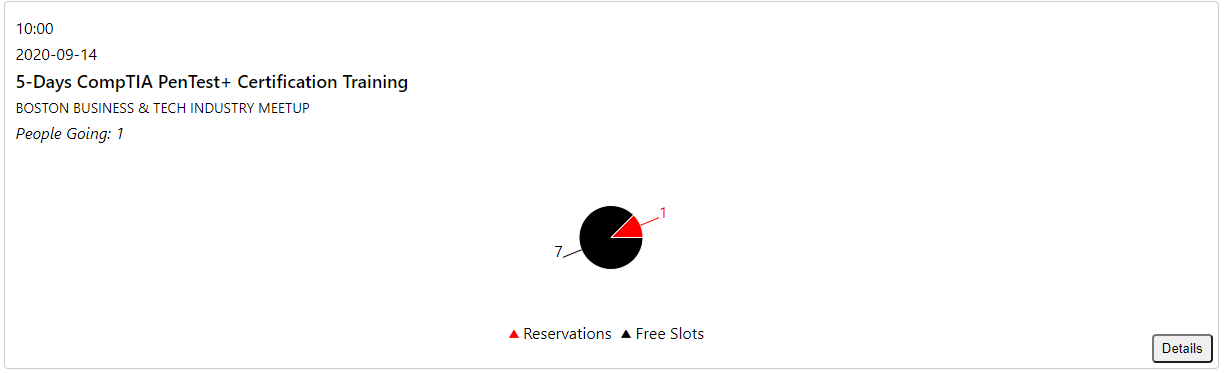 10:00
2020-09-14
5-Days CompTIA PenTest+ Certification Training
BOSTON BUSINESS & TECH INDUSTRY MEETUP
People Going: 1
1
7
Reservations Free Slots
Details